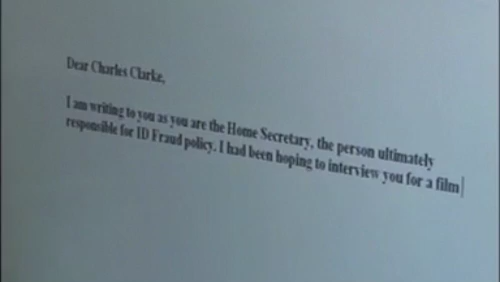 Dear Charles Clarke,
I am writing to you as you are the Home Secretary, the person ultimately
responsible for ID Fraud policy. I had been hoping to interview you for a film